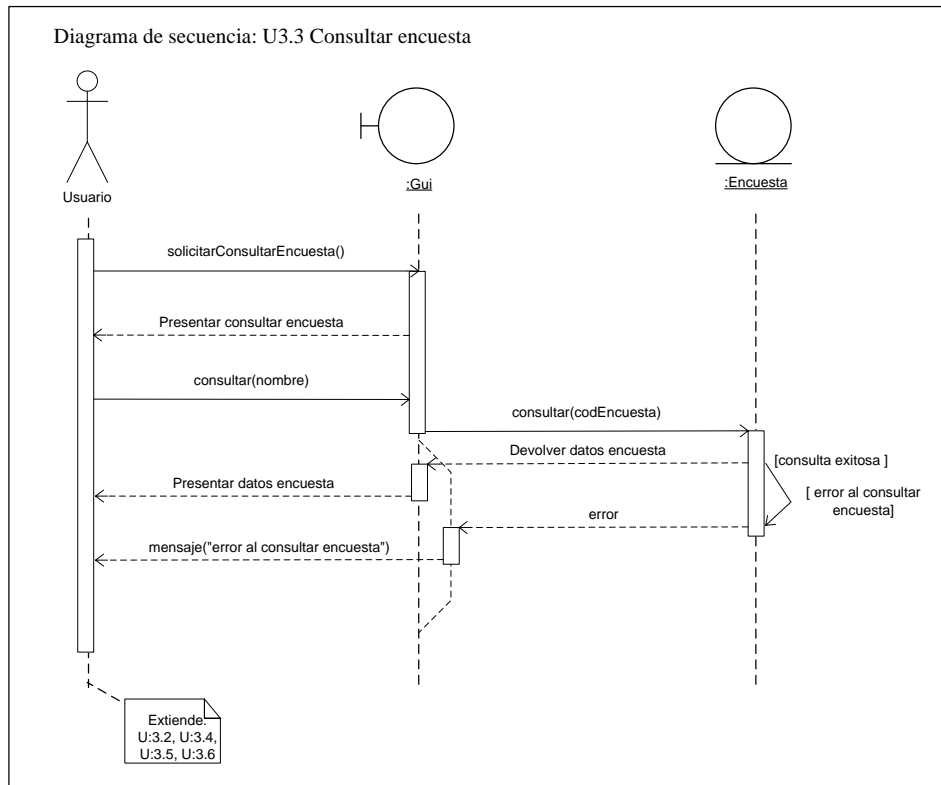 Diagrama de secuencia: U3.3 Consultar encuesta
Usuario
:Gui
:Encuesta
solicitarConsultarEncuesta()
Presentar consultar encuesta
consultar(nombre)
consultar(codEncuesta)
Devolver datos encuesta
[consulta exitosa ]
Presentar datos encuesta
[ error al consultar
encuesta]
error
mensaje("error al consultar encuesta")
Extiende:
U:3.2, U:3.4,
U:3.5, U:3.6